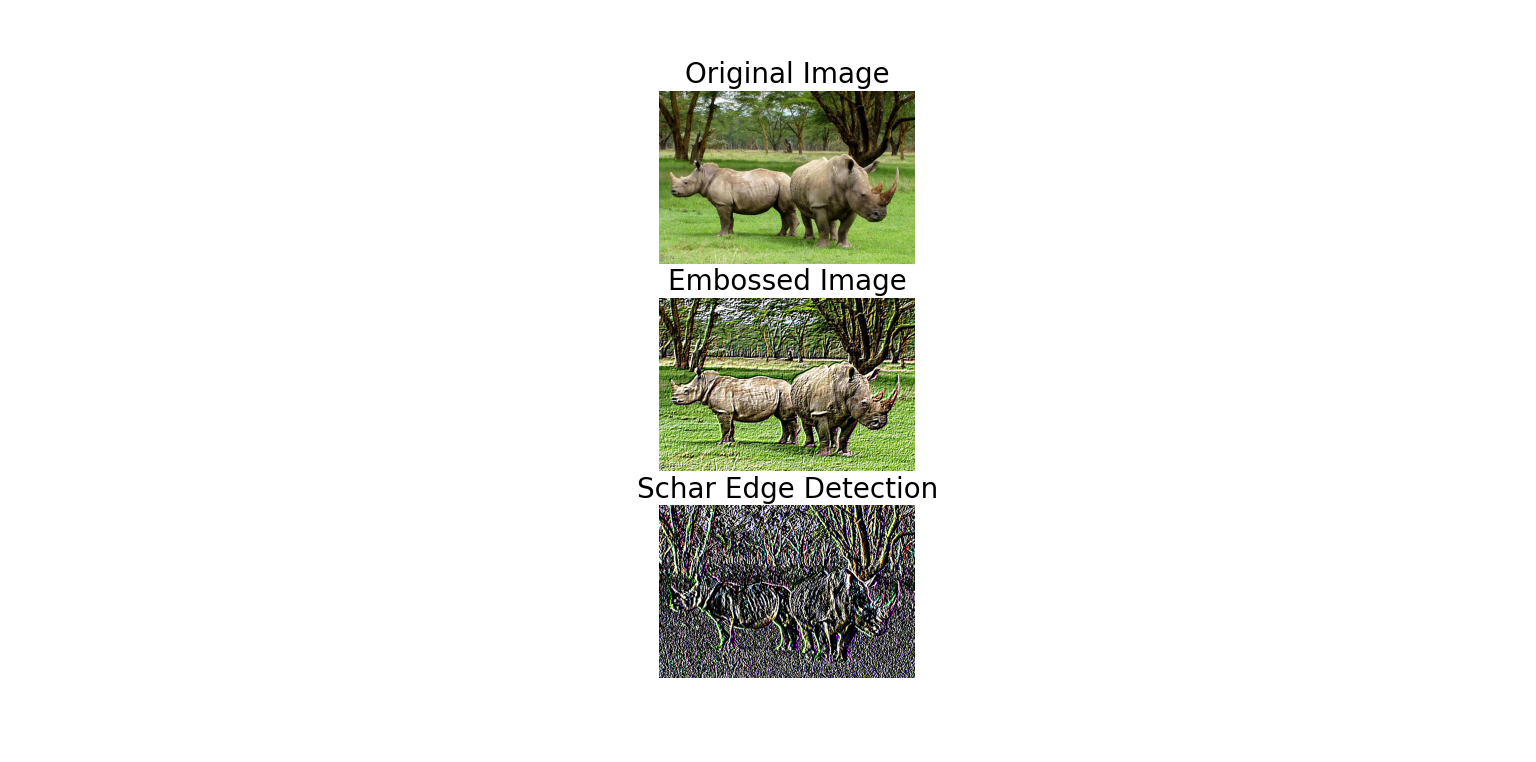 Original Image
Embossed Image
Schar Edge Detection